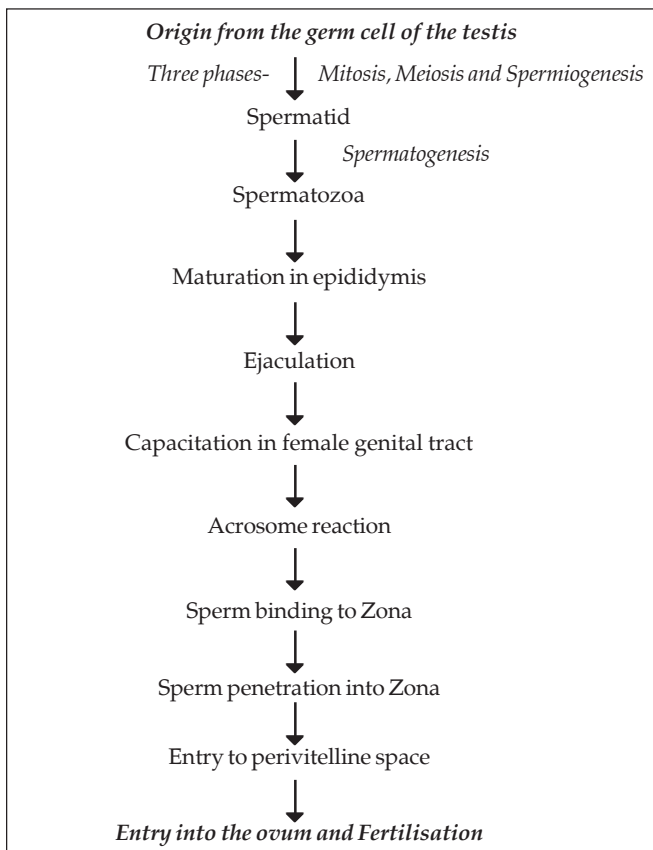 Origin from the germ cell of the testis
Three phases- Mitosis, Meiosis and Spermiogenesis
Spermatid
Spermatogenesis
Spermatozoa
Maturation in epididymis
Ejaculation
Capacitation in female genital tract
Acrosome reaction
Sperm binding to Zona
Sperm penetration into Zona
Entry to perivitelline space
Entry into the ovum and Fertilisation